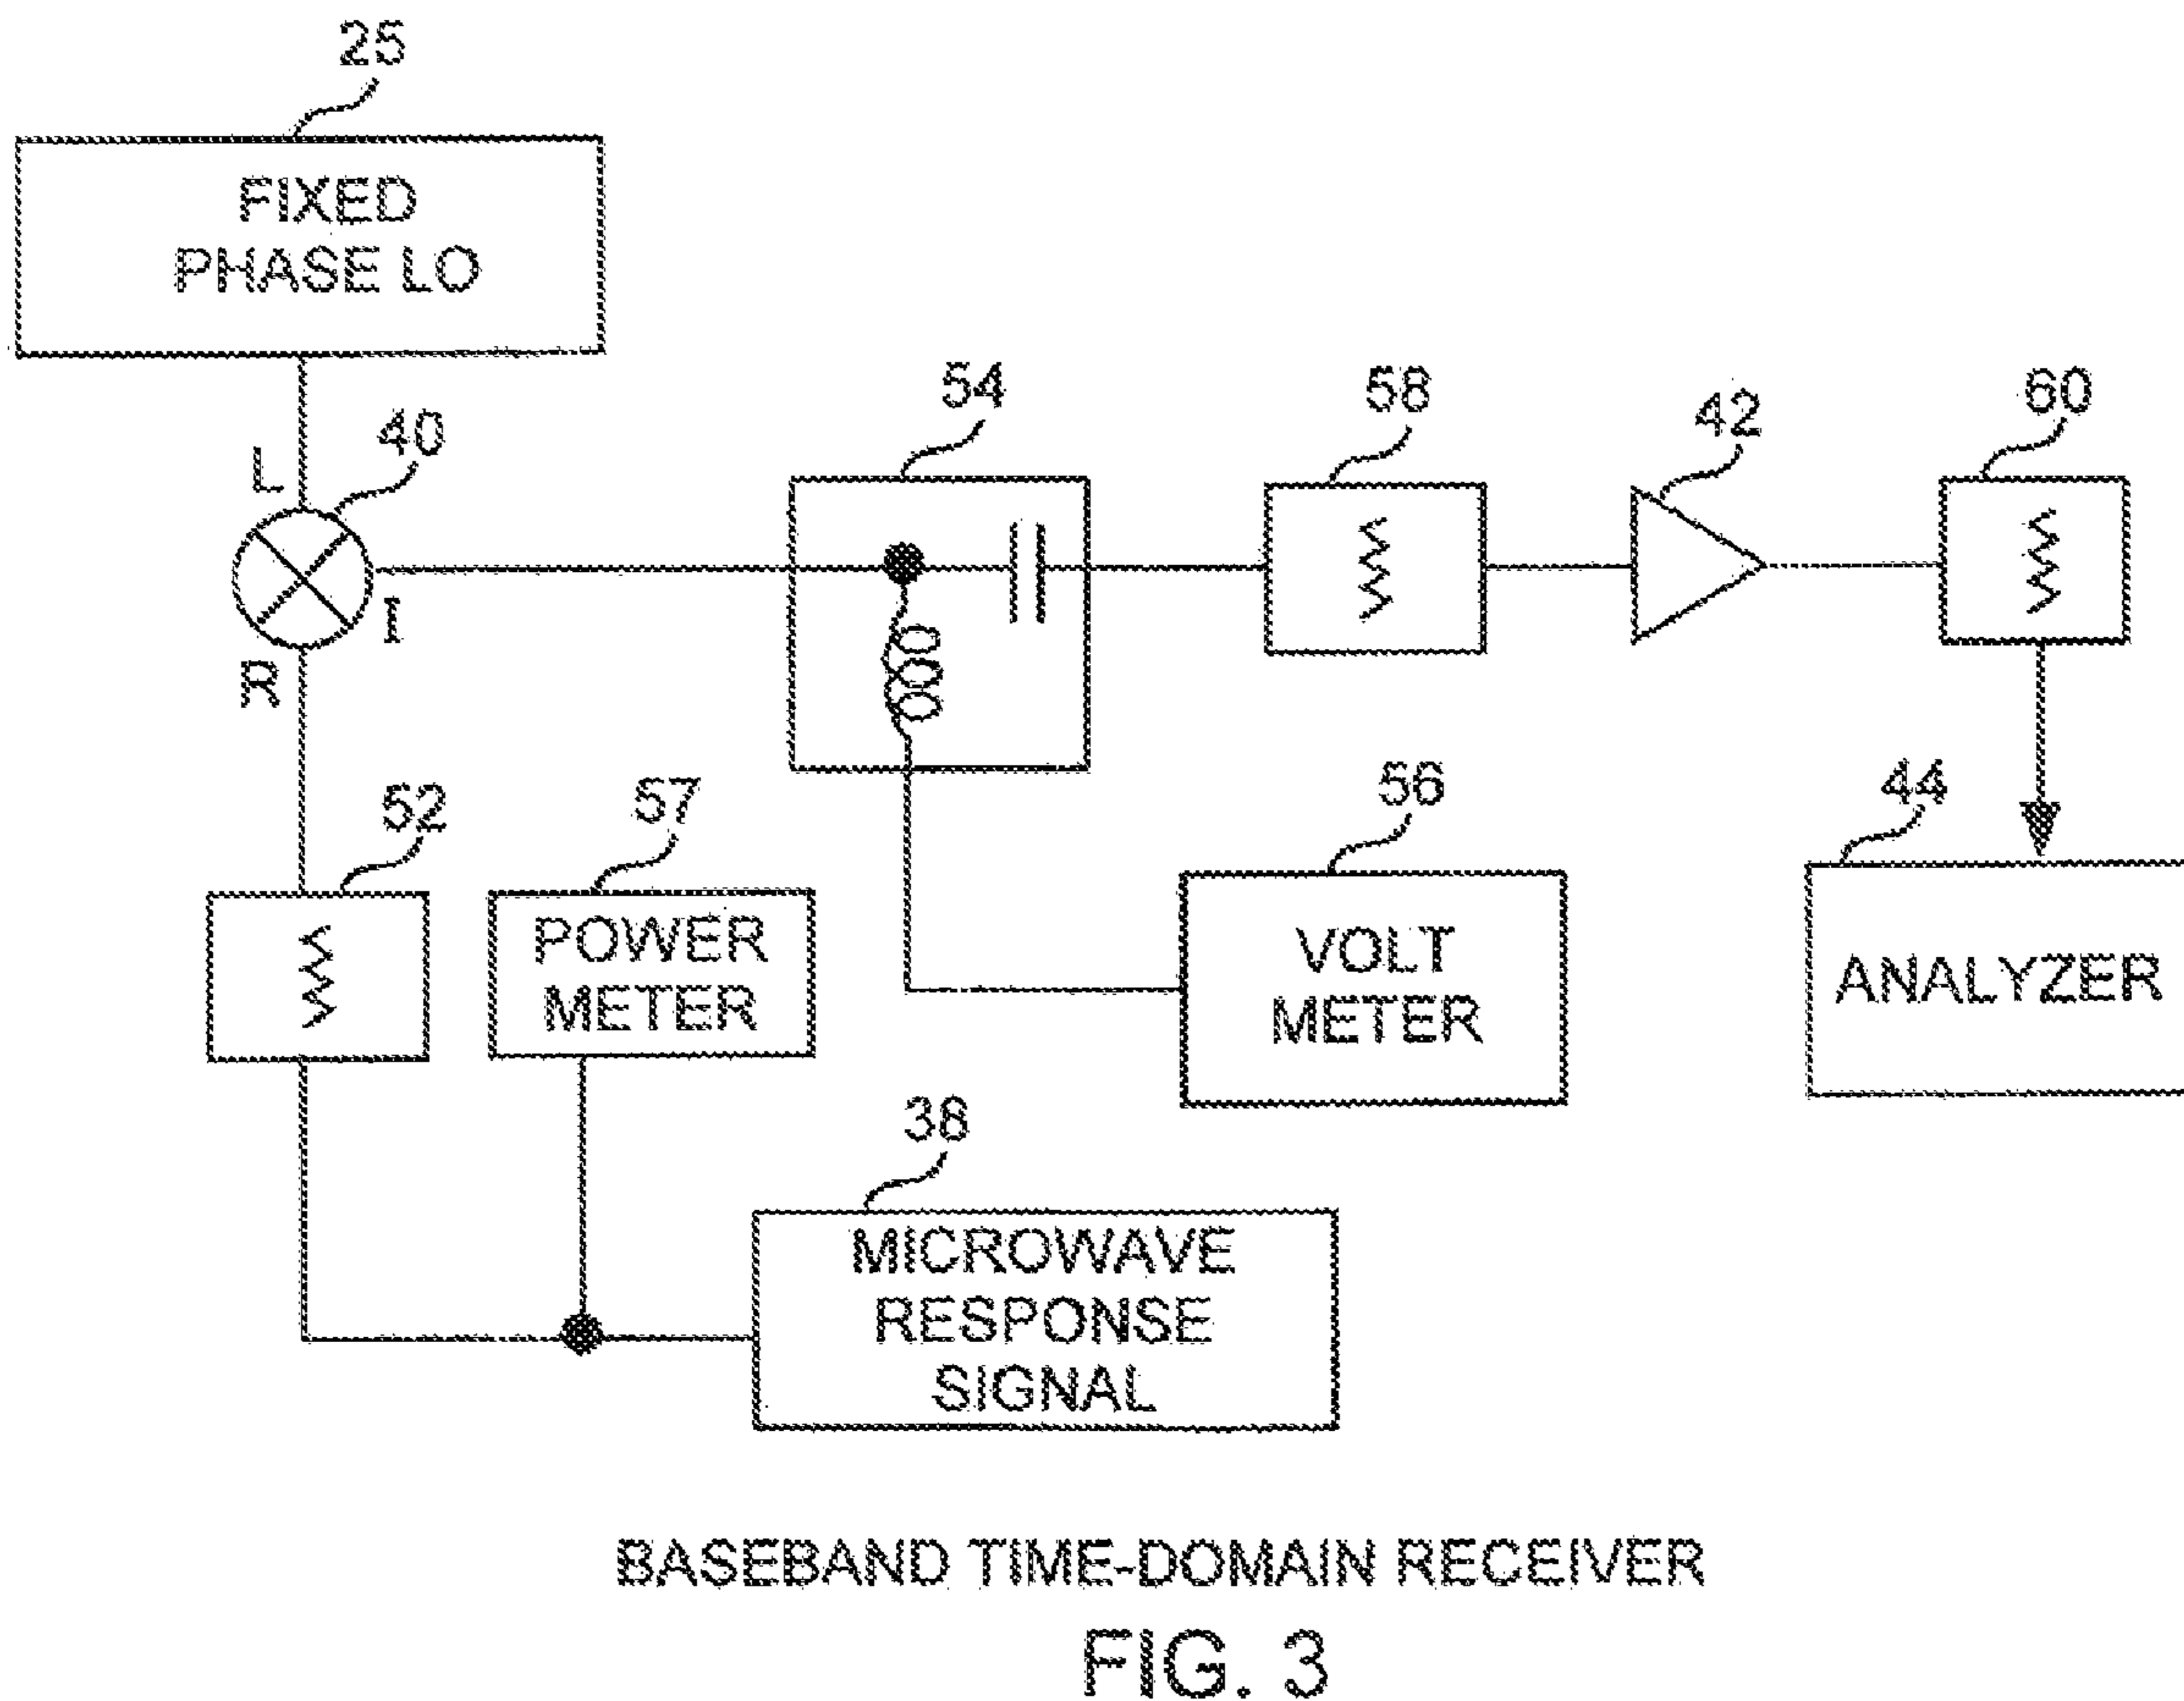 25
FIXED
PHASE LO
54
58
42
60
L
40
I
R
52
57
56
44
POWER
METER
VOLT
METER
ANALYZER
38
MICROWAVE
RESPONSE
SIGNAL
BASEBAND TIME-DOMAIN RECEIVER
FIG. 3